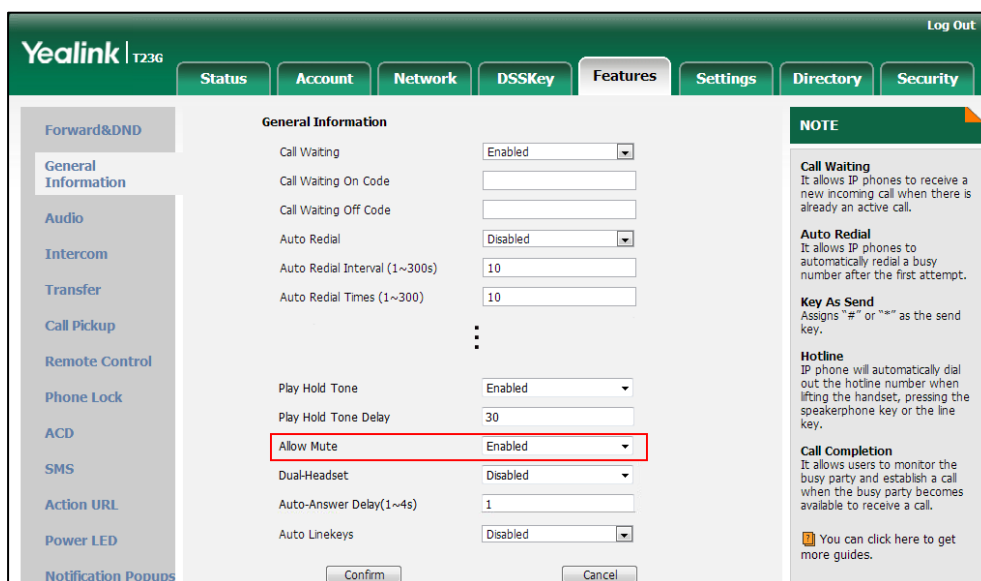 Log Out
Yealink T23G
Status Account Network DSSKey Features Settings Directory Security
Forward&DND
General
Information
Audio
Intercom
Transfer
Call Pickup
Remote Control
Phone Lock
ACD
SMS
Action URL
Power LED
Notification Popups
General Information
Call Waiting Enabled
Call Waiting On Code
Call Waiting Off Code
Auto Redial Disabled
Auto Redial Interval (1~300s) 10
Auto Redial Times (1~300) 10
Play Hold Tone Enabled
Play Hold Tone Delay 30
Allow Mute Enabled
Dual-Headset Disabled
Auto-Answer Delay(1~4s) 1
Auto Linekeys Disabled
Confirm Cancel
NOTE
Call Waiting
It allows IP phones to receive a
new incoming call when there is
already an active call.
Auto Redial
It allows IP phones to
automatically redial a busy
number after the first attempt.
Key As Send
Assigns "#" or "*" as the send
key.
Hotline
IP phone will automatically dial
out the hotline number when
lifting the handset, pressing the
speakerphone key or the line
key.
Call Completion
It allows users to monitor the
busy party and establish a call
when the busy party becomes
available to receive a call.
You can click here to get
more guides.